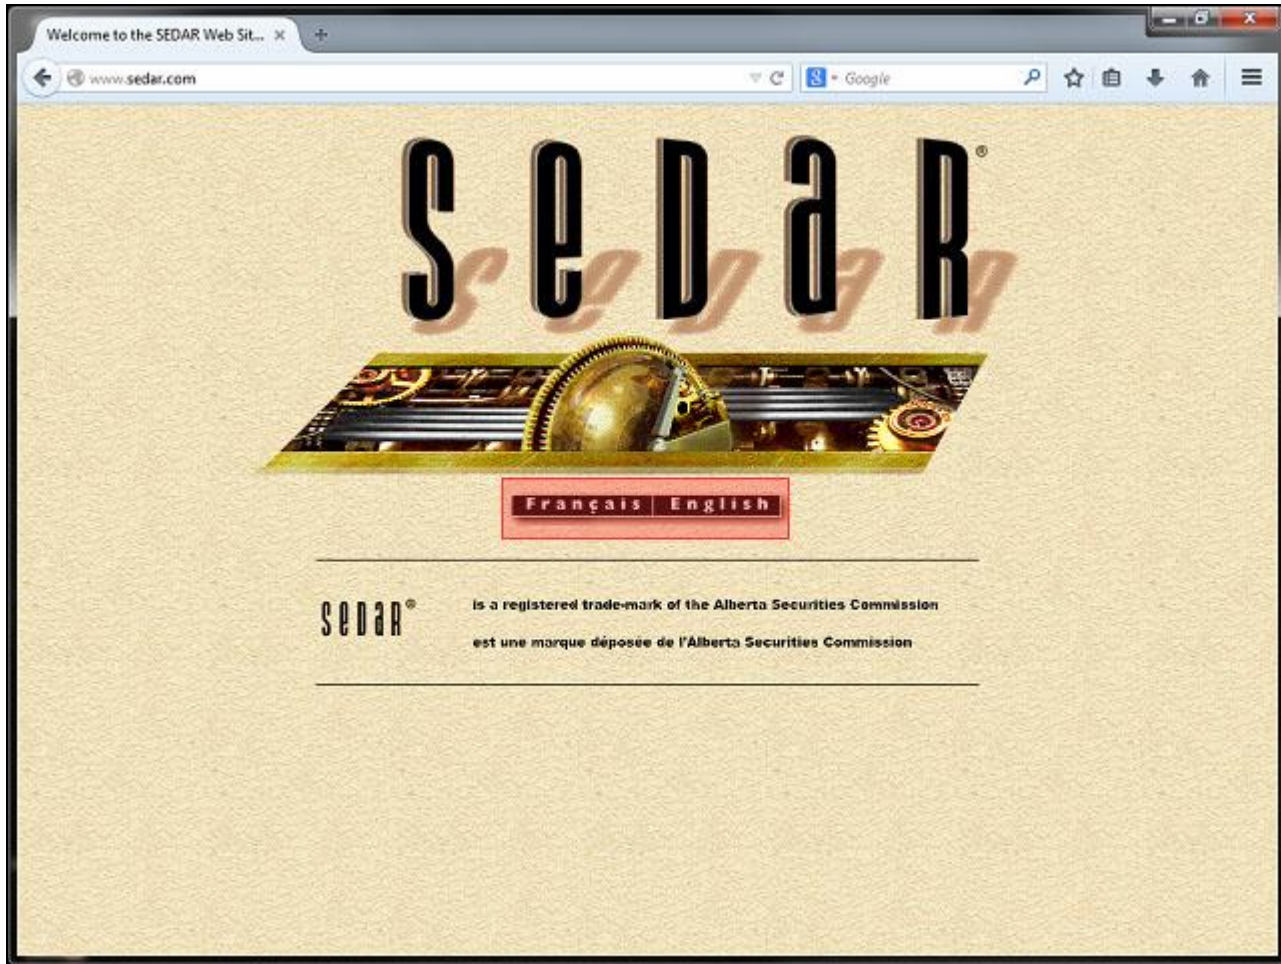 Welcome to the SEDAR Web Sit...
www.sedar.com
Google
SeDaR®
SeDaR
Français | English
SeDaR®
is a registered trade-mark of the Alberta Securities Commission
est une marque déposée de l'Alberta Securities Commission